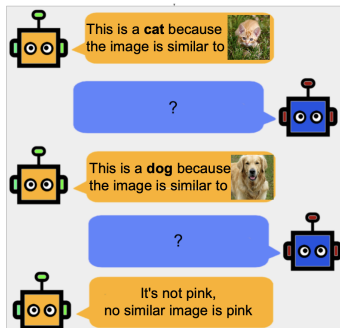 This is a cat because
the image is similar to
?
This is a dog because
the image is similar to
?
It's not pink,
no similar image is pink